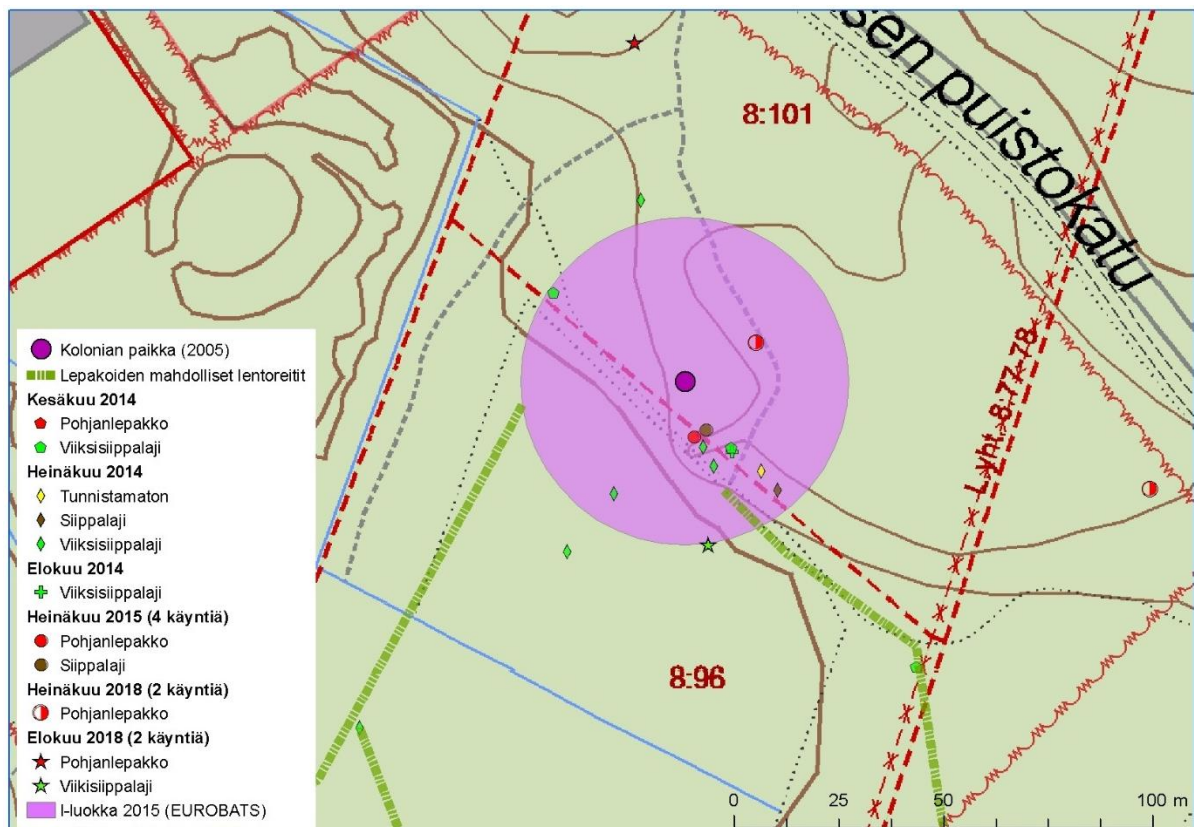 sen puistokatu
8:101
L.yht. 8:77-78
8:96
Kolonian paikka (2005)
Lepakoiden mahdolliset lentoreitit
Kesäkuu 2014
Pohjanlepakko
Viiksisiippalaji
Heinäkuu 2014
Tunnistamaton
Siippalaji
Viiksisiippalaji
Elokuu 2014
Viiksisiippalaji
Heinäkuu 2015 (4 käyntiä)
Pohjanlepakko
Siippalaji
Heinäkuu 2018 (2 käyntiä)
Pohjanlepakko
Elokuu 2018 (2 käyntiä)
Pohjanlepakko
Viikisiippalaji
I-luokka 2015 (EUROBATS)
0 25 50 100 m